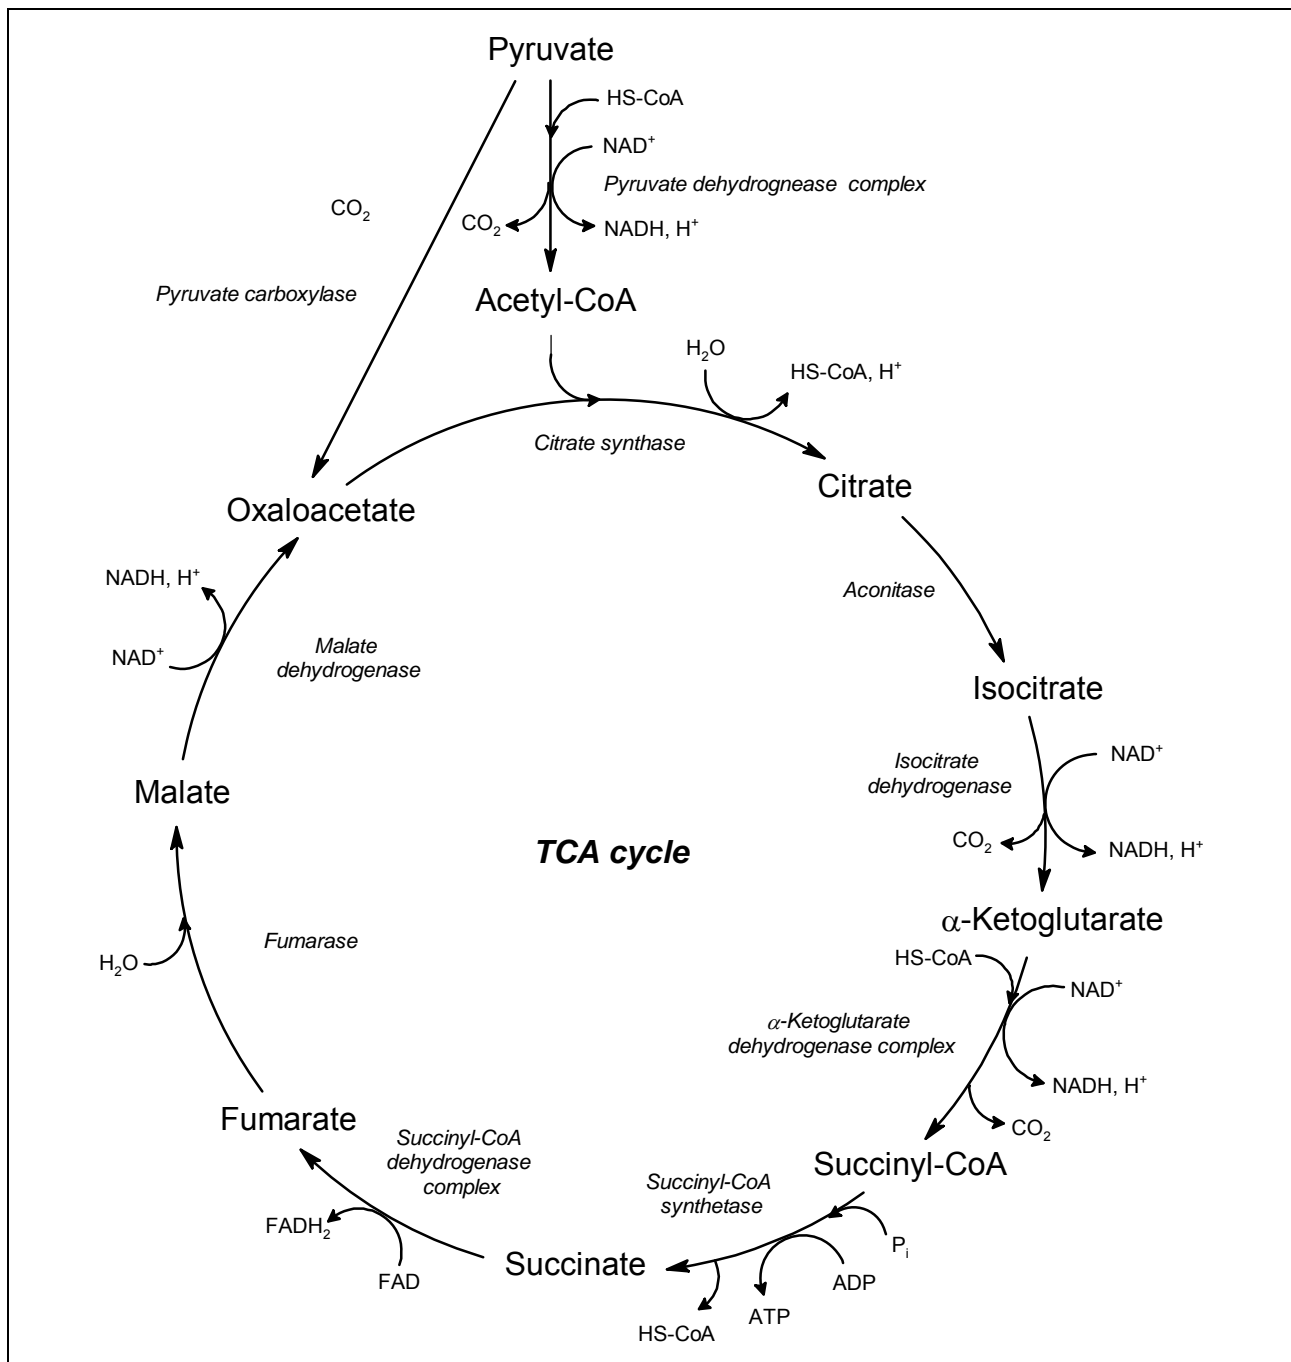 Pyruvate
HS-CoA
NAD⁺
Pyruvate dehydrognease complex
CO₂
CO₂
NADH, H⁺
Pyruvate carboxylase
Acetyl-CoA
H₂O
HS-CoA, H⁺
Citrate synthase
Citrate
Oxaloacetate
NADH, H⁺
Aconitase
Malate
dehydrogenase
NAD⁺
Isocitrate
Isocitrate
dehydrogenase
NAD⁺
Malate
TCA cycle
CO₂
NADH, H⁺
α-Ketoglutarate
Fumarase
H₂O
HS-CoA
NAD⁺
α-Ketoglutarate
dehydrogenase complex
NADH, H⁺
Fumarate
CO₂
Succinyl-CoA
dehydrogenase
complex
Succinyl-CoA
Succinyl-CoA
synthetase
FADH₂
Pᵢ
Succinate
FAD
ADP
ATP
HS-CoA